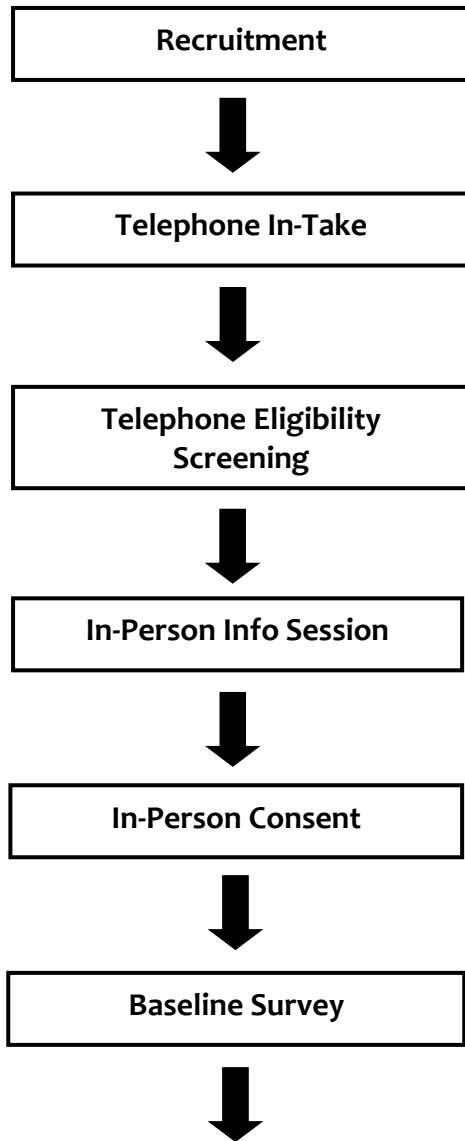 Recruitment
Telephone In-Take
Telephone Eligibility
Screening
In-Person Info Session
In-Person Consent
Baseline Survey